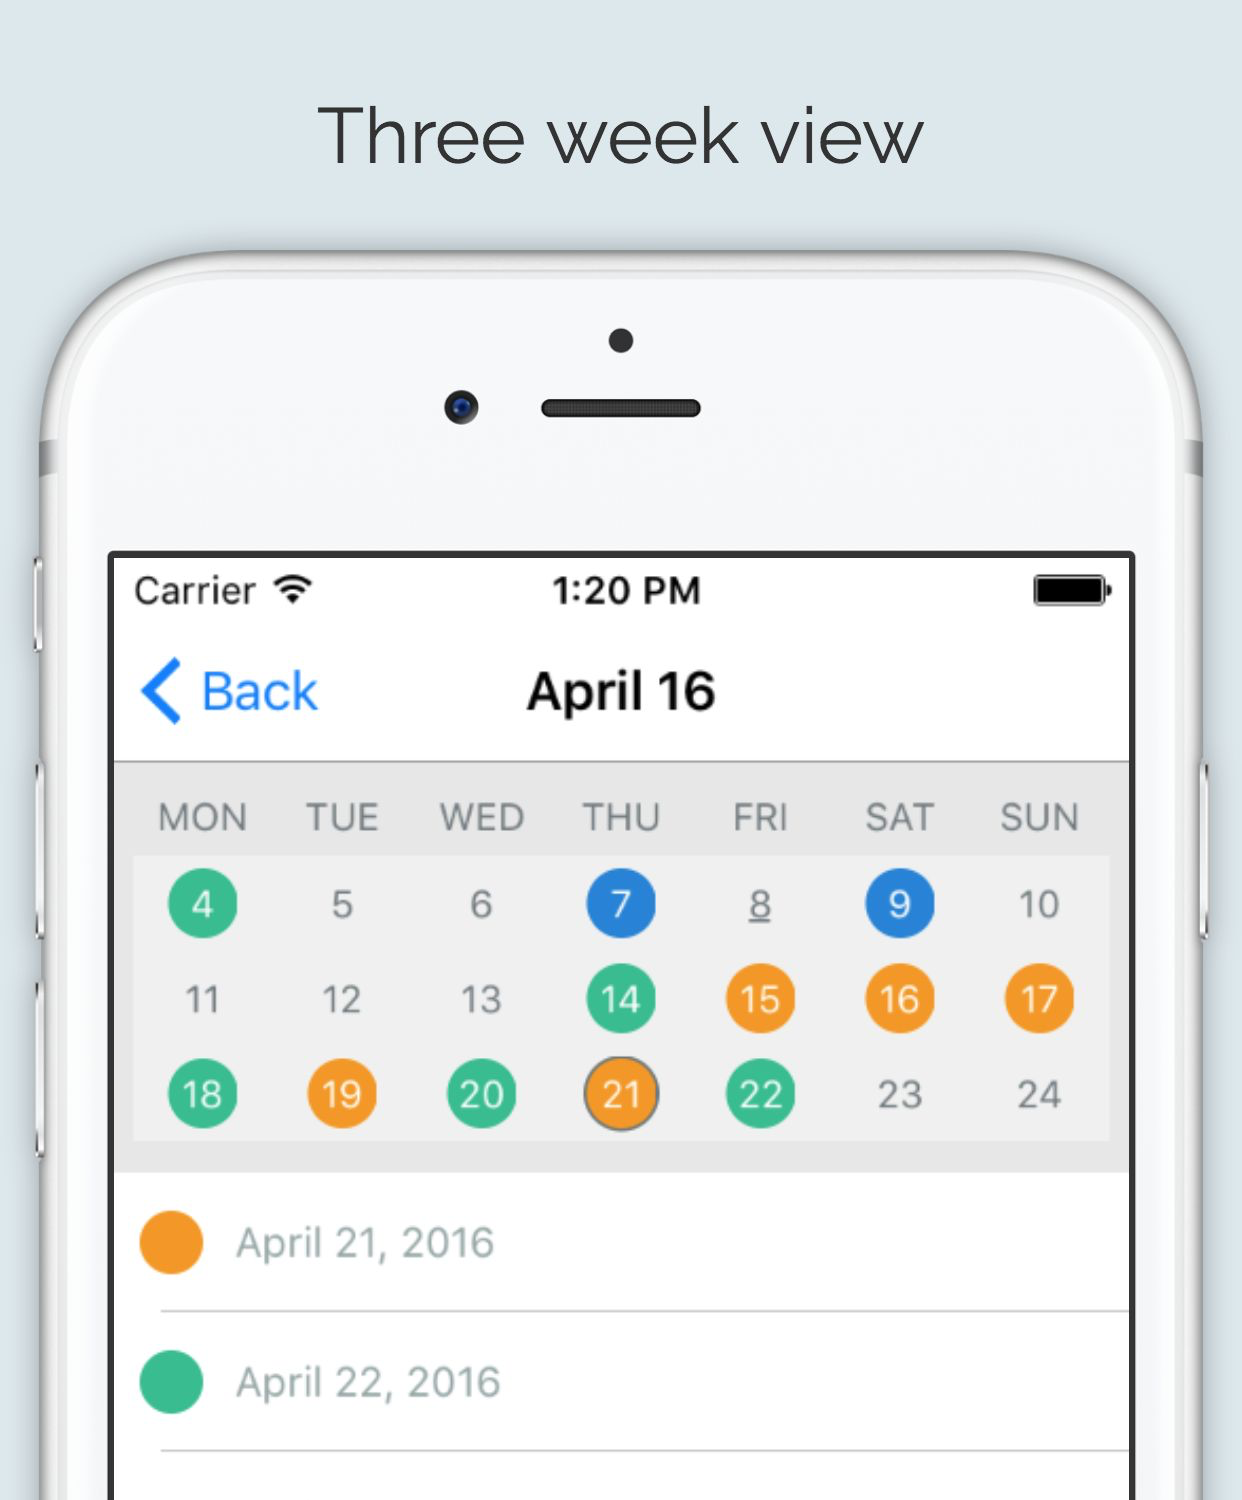 Three week view
Carrier 1:20 PM
Back April 16
MON TUE WED THU FRI SAT SUN
4 5 6 7 8 9 10
11 12 13 14 15 16 17
18 19 20 21 22 23 24
April 21, 2016
April 22, 2016